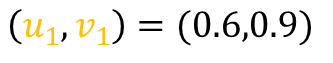 (u₁, v₁) = (0.6,0.9)